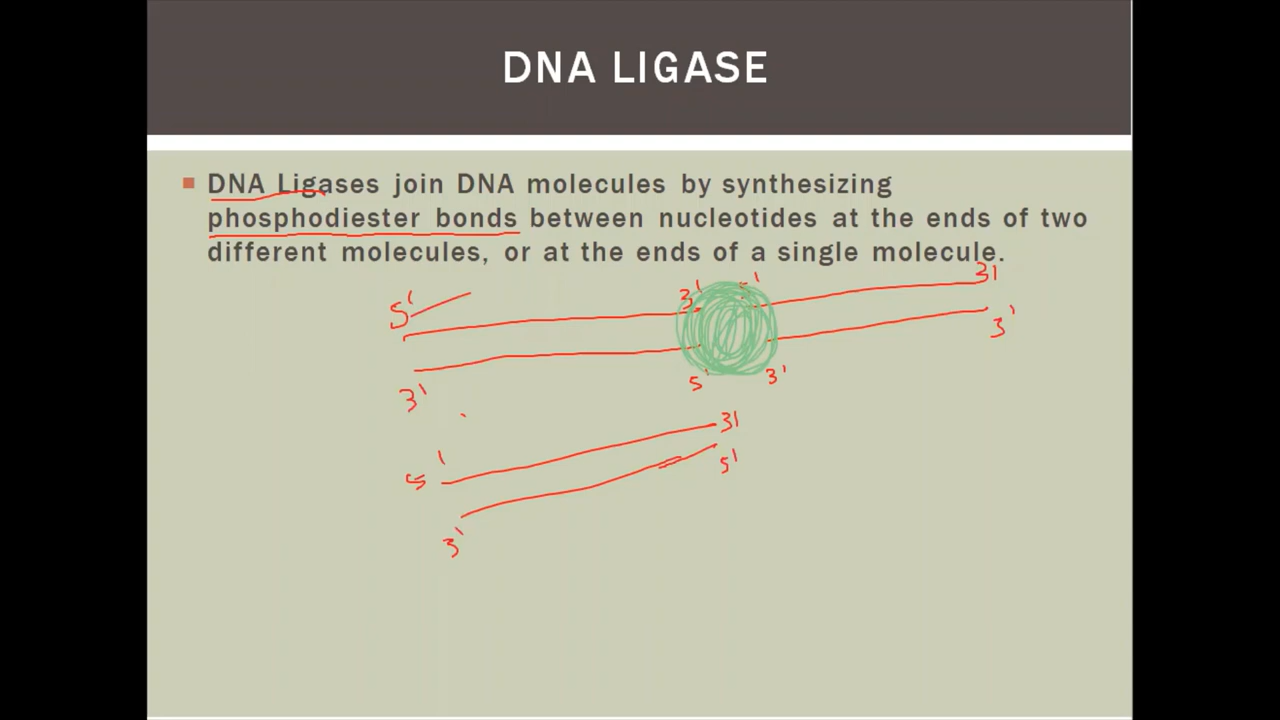 DNA LIGASE
DNA Ligases join DNA molecules by synthesizing
phosphodiester bonds between nucleotides at the ends of two
different molecules, or at the ends of a single molecule.
5' 3' 3'
3' 5' 3' 3'
5' 3'
3' 5'